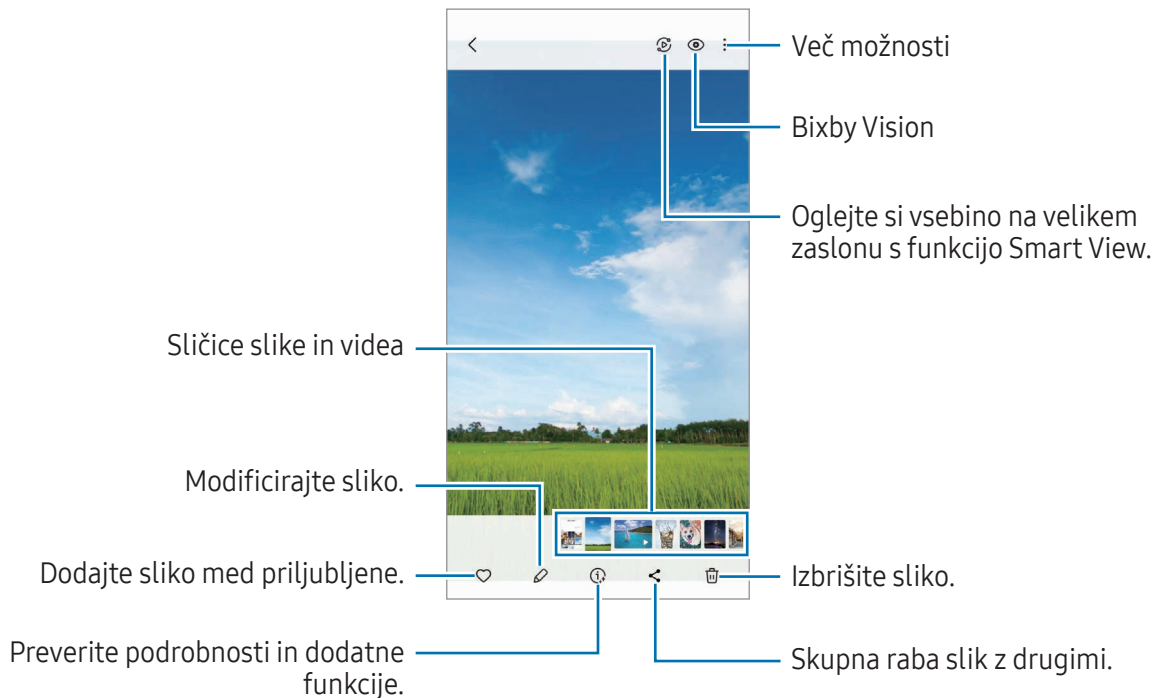 Več možnosti
Bixby Vision
Oglejte si vsebino na velikem
zaslonu s funkcijo Smart View.
Sličice slike in videa
Modificirajte sliko.
Dodajte sliko med priljubljene.
Izbrišite sliko.
Preverite podrobnosti in dodatne
funkcije.
Skupna raba slik z drugimi.